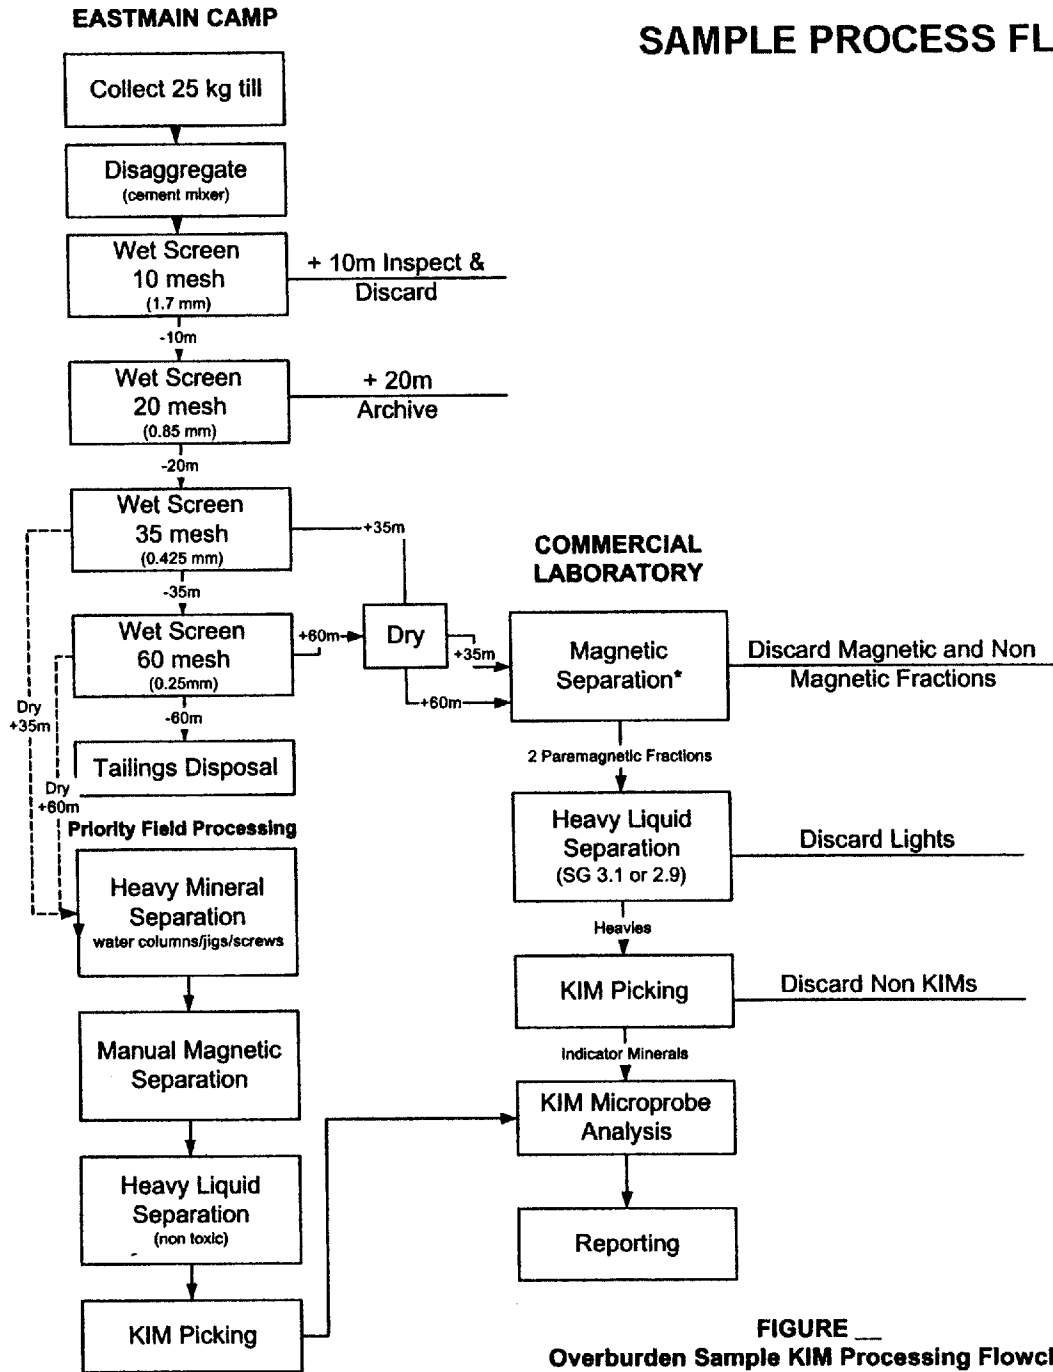 EASTMAIN CAMP
SAMPLE PROCESS FL
Collect 25 kg till
Disaggregate
(cement mixer)
Wet Screen
10 mesh
(1.7 mm)
+ 10m Inspect &
Discard
-10m
Wet Screen
20 mesh
(0.85 mm)
+ 20m
Archive
-20m
Wet Screen
35 mesh
(0.425 mm)
+35m
-35m
Wet Screen
60 mesh
(0.25mm)
+60m
Dry
+35m
+60m
-60m
Dry
+35m
Dry
+60m
Tailings Disposal
Priority Field Processing
Heavy Mineral
Separation
water columns/jigs/screws
Manual Magnetic
Separation
Heavy Liquid
Separation
(non toxic)
KIM Picking
COMMERCIAL
LABORATORY
Magnetic
Separation*
Discard Magnetic and Non
Magnetic Fractions
2 Paramagnetic Fractions
Heavy Liquid
Separation
(SG 3.1 or 2.9)
Discard Lights
Heavies
KIM Picking
Discard Non KIMs
Indicator Minerals
KIM Microprobe
Analysis
Reporting
FIGURE __
Overburden Sample KIM Processing Flowcl